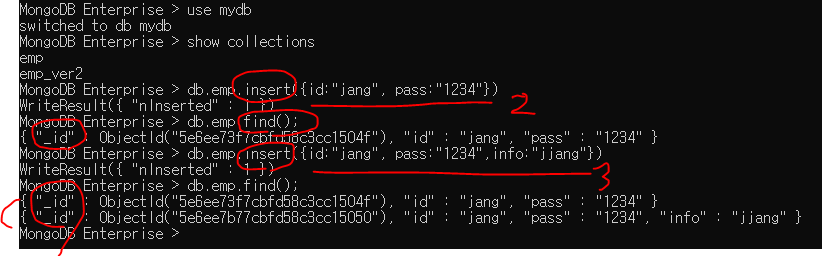 MongoDB Enterprise > use mydb
switched to db mydb
MongoDB Enterprise > show collections
emp
emp_ver2
MongoDB Enterprise > db.emp.insert({id:"jang", pass:"1234"})
WriteResult({ "nInserted" : 1 })
2
MongoDB Enterprise > db.emp.find();
{ "_id" : ObjectId("5e6ee73f7cbfd58c3cc1504f"), "id" : "jang", "pass" : "1234" }
MongoDB Enterprise > db.emp.insert({id:"jang", pass:"1234",info:"jjang"})
WriteResult({ "nInserted" : 1 })
3
MongoDB Enterprise > db.emp.find();
{ "_id" : ObjectId("5e6ee73f7cbfd58c3cc1504f"), "id" : "jang", "pass" : "1234" }
{ "_id" : ObjectId("5e6ee7b77cbfd58c3cc15050"), "id" : "jang", "pass" : "1234", "info" : "jjang" }
MongoDB Enterprise >